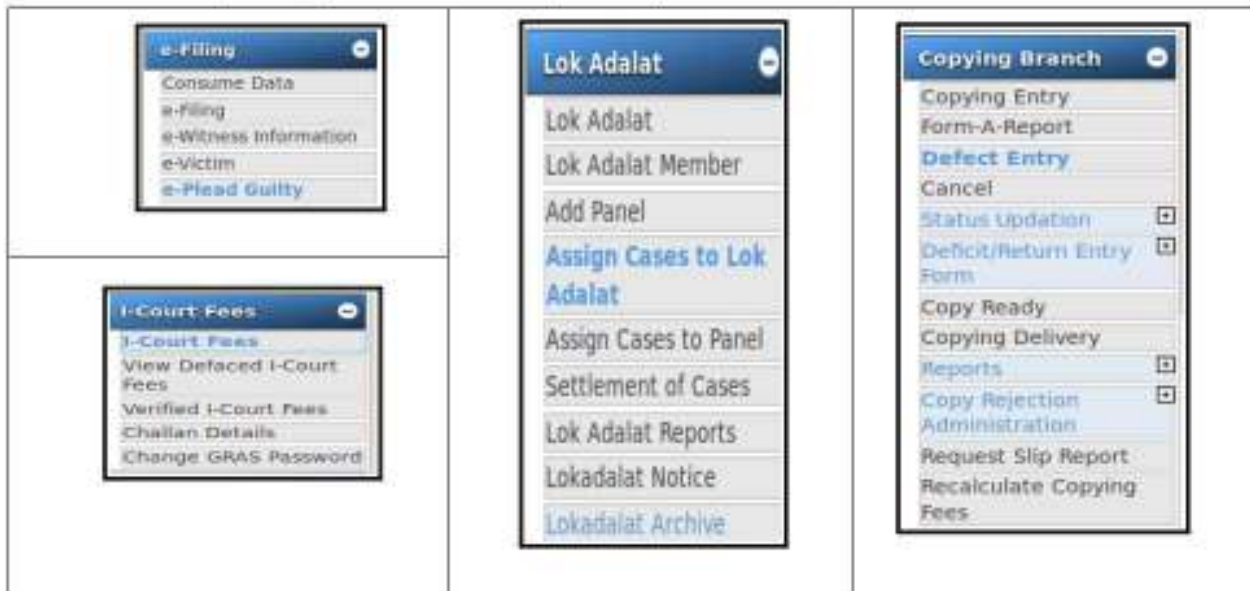 e-Filing
Consume Data
e-Filing
e-Witness Information
e-Victim
e-Plead Guilty
I-Court Fees
I-Court Fees
View Defaced I-Court
Fees
Verified I-Court Fees
Challan Details
Change GRAS Password
Lok Adalat
Lok Adalat
Lok Adalat Member
Add Panel
Assign Cases to Lok
Adalat
Assign Cases to Panel
Settlement of Cases
Lok Adalat Reports
Lokadalat Notice
Lokadalat Archive
Copying Branch
Copying Entry
Form-A-Report
Defect Entry
Cancel
Status Updation
Deficit/Return Entry
Form
Copy Ready
Copying Delivery
Reports
Copy Rejection
Administration
Request Slip Report
Recalculate Copying
Fees